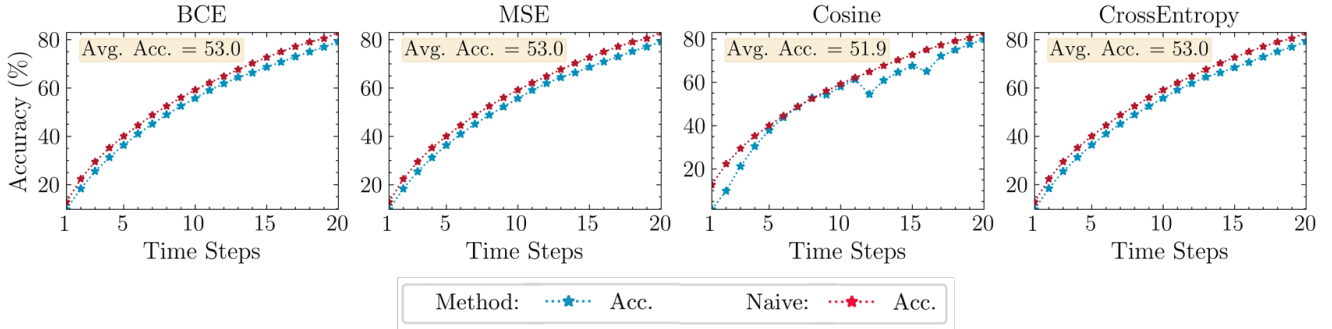 BCE
MSE
Cosine
CrossEntropy
Accuracy (%)
Avg. Acc. = 53.0
80
60
40
20
1 5 10 15 20
Time Steps
Avg. Acc. = 53.0
80
60
40
20
1 5 10 15 20
Time Steps
Avg. Acc. = 51.9
80
60
40
20
1 5 10 15 20
Time Steps
Avg. Acc. = 53.0
80
60
40
20
1 5 10 15 20
Time Steps
Method: Acc. Naive: Acc.